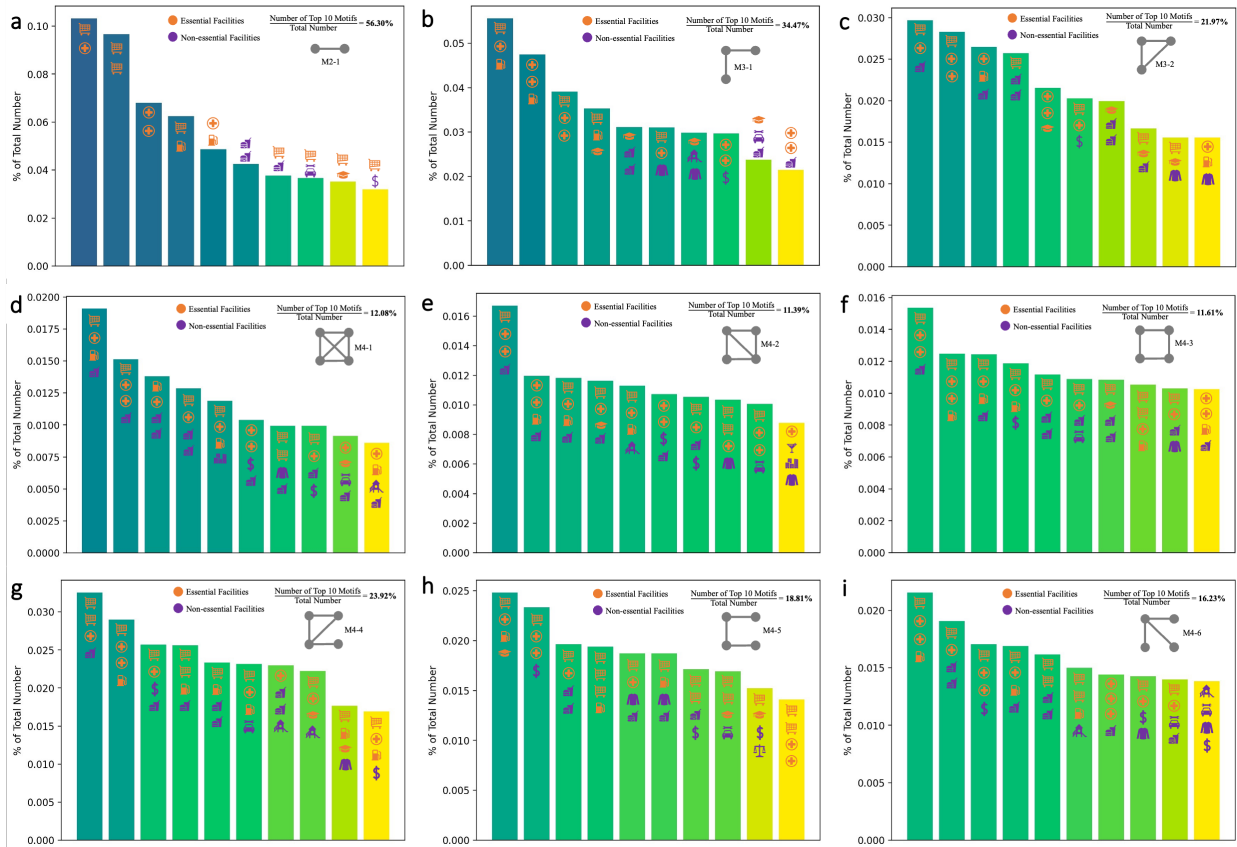 a
Essential Facilities
Non-essential Facilities
Number of Top 10 Motifs
Total Number
= 56.30%
M2-1
% of Total Number
0.10
0.08
0.06
0.04
0.02
0.00
$
b
Essential Facilities
Non-essential Facilities
Number of Top 10 Motifs
Total Number
= 34.47%
M3-1
% of Total Number
0.05
0.04
0.03
0.02
0.01
0.00
$
c
Essential Facilities
Non-essential Facilities
Number of Top 10 Motifs
Total Number
= 21.97%
M3-2
% of Total Number
0.030
0.025
0.020
0.015
0.010
0.005
0.000
$
d
Essential Facilities
Non-essential Facilities
Number of Top 10 Motifs
Total Number
= 12.08%
M4-1
% of Total Number
0.0200
0.0175
0.0150
0.0125
0.0100
0.0075
0.0050
0.0025
0.0000
$ $
e
Essential Facilities
Non-essential Facilities
Number of Top 10 Motifs
Total Number
= 11.39%
M4-2
% of Total Number
0.016
0.014
0.012
0.010
0.008
0.006
0.004
0.002
0.000
$ $
f
Essential Facilities
Non-essential Facilities
Number of Top 10 Motifs
Total Number
= 11.61%
M4-3
% of Total Number
0.016
0.014
0.012
0.010
0.008
0.006
0.004
0.002
0.000
$
g
Essential Facilities
Non-essential Facilities
Number of Top 10 Motifs
Total Number
= 23.92%
M4-4
% of Total Number
0.030
0.025
0.020
0.015
0.010
0.005
0.000
$ $
h
Essential Facilities
Non-essential Facilities
Number of Top 10 Motifs
Total Number
= 18.81%
M4-5
% of Total Number
0.025
0.020
0.015
0.010
0.005
0.000
$ $ $
i
Essential Facilities
Non-essential Facilities
Number of Top 10 Motifs
Total Number
= 16.23%
M4-6
% of Total Number
0.020
0.015
0.010
0.005
0.000
$ $ $